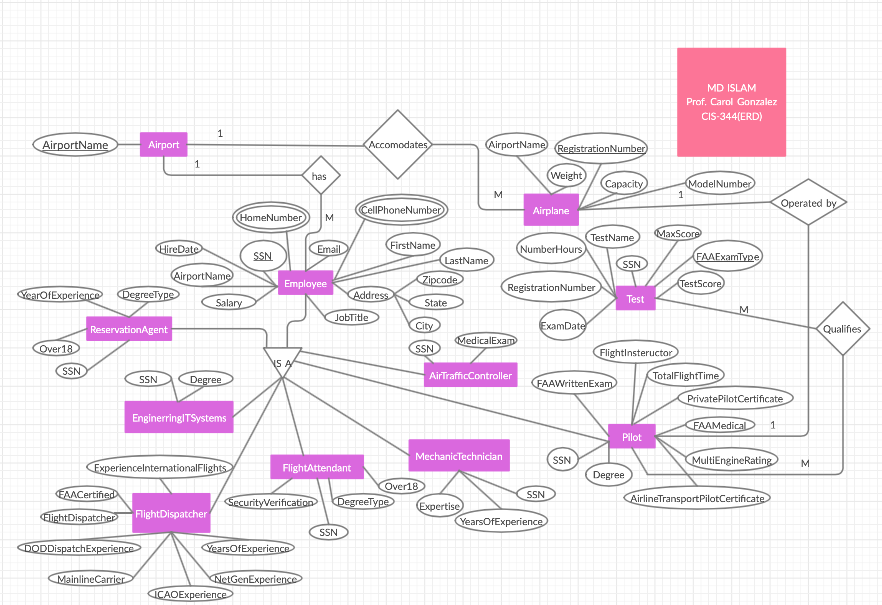 MD ISLAM
Prof. Carol Gonzalez
CIS-344(ERD)
AirportName
Airport
1
Accomodates
1
has
M
M
AirportName
RegistrationNumber
Weight
Capacity
ModelNumber
1
Airplane
Operated by
HomeNumber
CellPhoneNumber
HireDate
SSN
Email
FirstName
LastName
AirportName
Employee
Zipcode
Address
State
Salary
JobTitle
City
NumberHours
TestName
MaxScore
SSN
FAAExamType
RegistrationNumber
TestScore
Test
ExamDate
M
Qualifies
YearOfExperience
DegreeType
ReservationAgent
Over18
SSN
IS A
SSN
MedicalExam
AirTrafficController
SSN
Degree
EnginerringITSystems
FlightInsteructor
FAAWrittenExam
TotalFlightTime
PrivatePilotCertificate
FAAMedical
1
Pilot
MultiEngineRating
M
SSN
Degree
AirlineTransportPilotCertificate
ExperienceInternationalFlights
FlightAttendant
MechanicTechnician
FAACertified
FlightDispatcher
FlightDispatcher
SecurityVerification
Over18
DegreeType
SSN
Expertise
SSN
YearsOfExperience
DODDispatchExperience
YearsOfExperience
MainlineCarrier
NetGenExperience
ICAOExperience